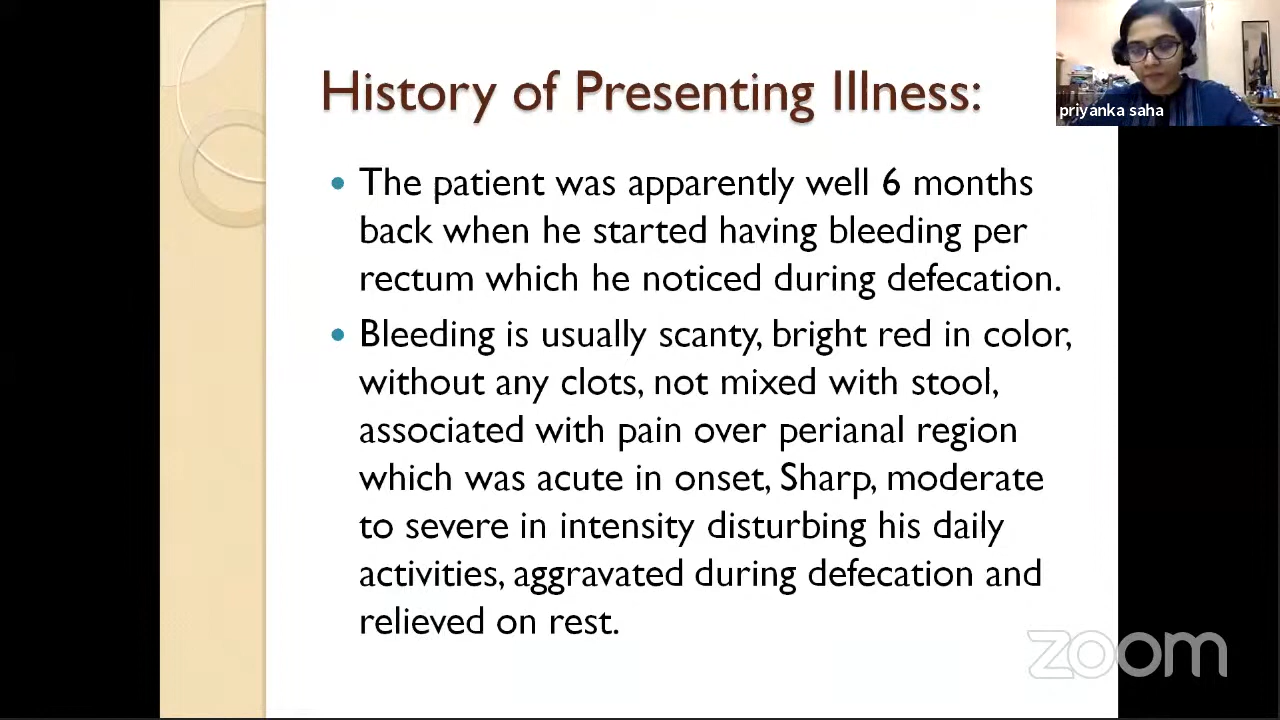 History of Presenting Illness:
priyanka saha
• The patient was apparently well 6 months
back when he started having bleeding per
rectum which he noticed during defecation.
• Bleeding is usually scanty, bright red in color,
without any clots, not mixed with stool,
associated with pain over perianal region
which was acute in onset, Sharp, moderate
to severe in intensity disturbing his daily
activities, aggravated during defecation and
relieved on rest.
zoom